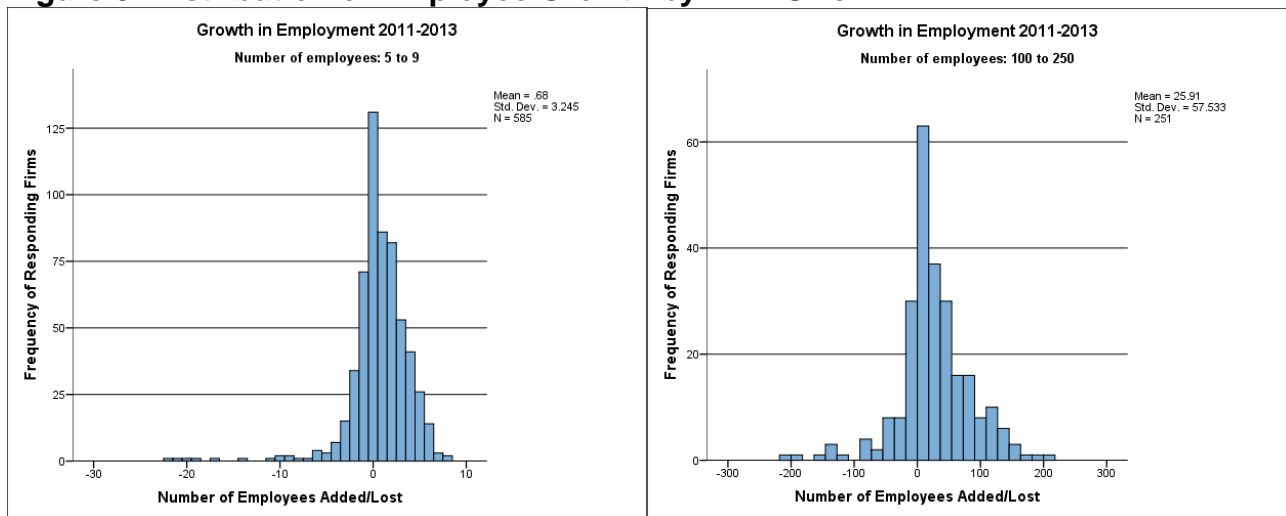 Growth in Employment 2011-2013
Number of employees: 5 to 9
Mean = .68
Std. Dev. = 3.245
N = 585
Frequency of Responding Firms
125
100
75
50
25
0
-30
-20
-10
0
10
Number of Employees Added/Lost
Growth in Employment 2011-2013
Number of employees: 100 to 250
Mean = 25.91
Std. Dev. = 57.533
N = 251
Frequency of Responding Firms
60
40
20
0
-300
-200
-100
0
100
200
300
Number of Employees Added/Lost